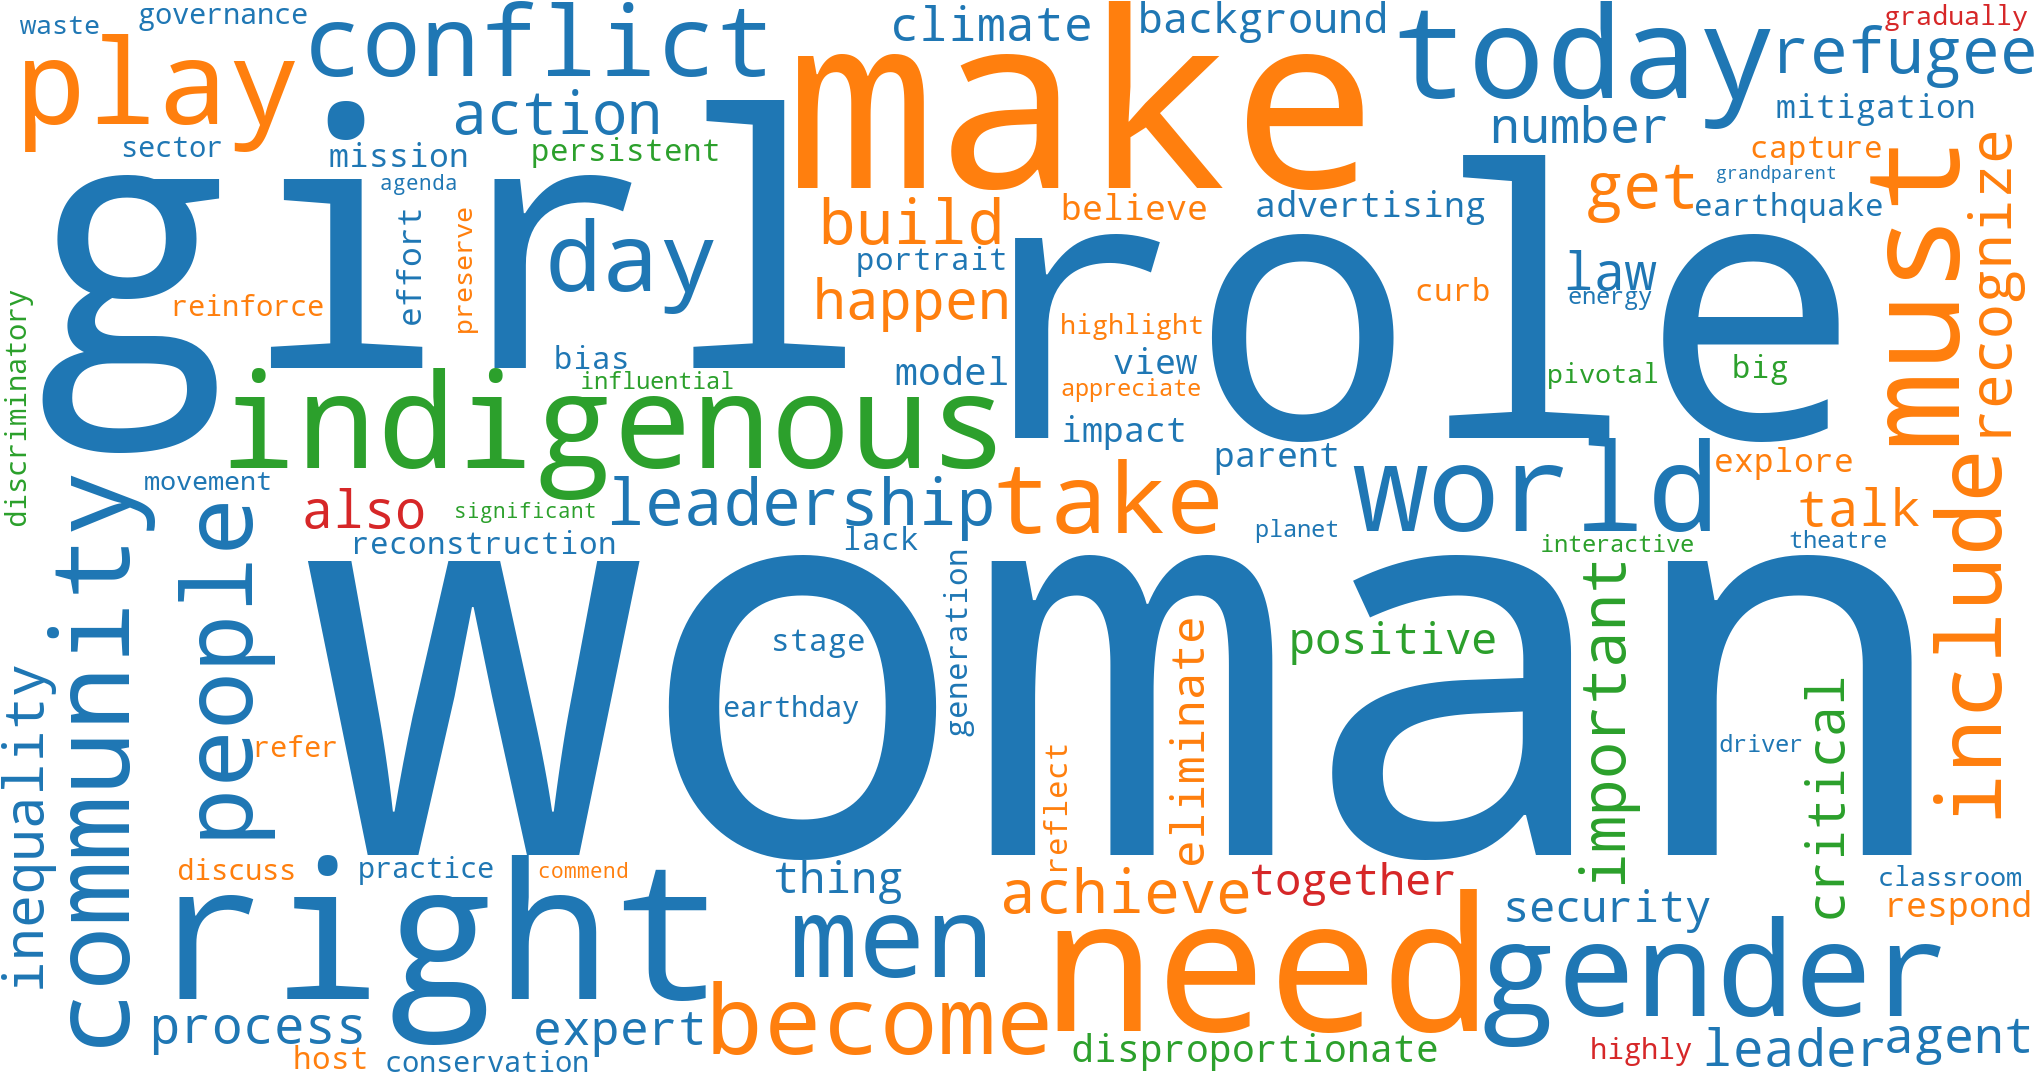 waste
governance
conflict
climate
make
background
today
gradually
refugee
play
action
number
mitigation
sector
mission
persistent
capture
must
recognize
agenda
get
grandparent
girl
role
effort
preserve
day
build
believe
advertising
earthquake
portrait
law
energy
reinforce
happen
curb
highlight
discriminatory
bias
influential
model
view
appreciate
pivotal
big
indigenous
impact
parent
world
explore
movement
also
significant
leadership
take
talk
include
community
people
reconstruction
lack
generation
planet
interactive
theatre
woman
stage
earthday
eliminate
positive
important
critical
inequality
refer
reflect
driver
discuss
practice
commend
thing
achieve
together
classroom
right
men
need
security
respond
gender
process
expert
become
host
conservation
disproportionate
highly
leader
agent